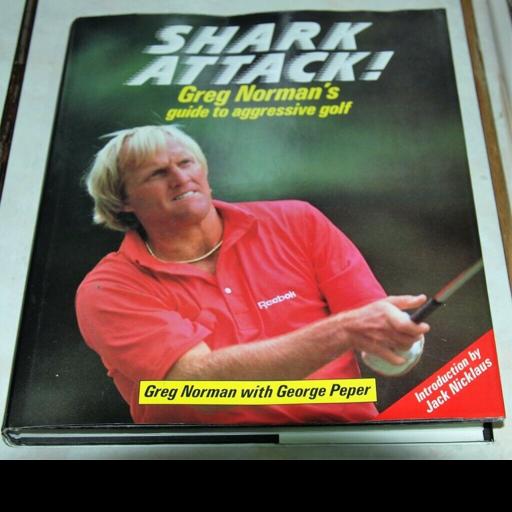 SHARK
ATTACK!
Greg Norman's
guide to aggressive golf
Reebok
Greg Norman with George Peper
Introduction by
Jack Nicklaus